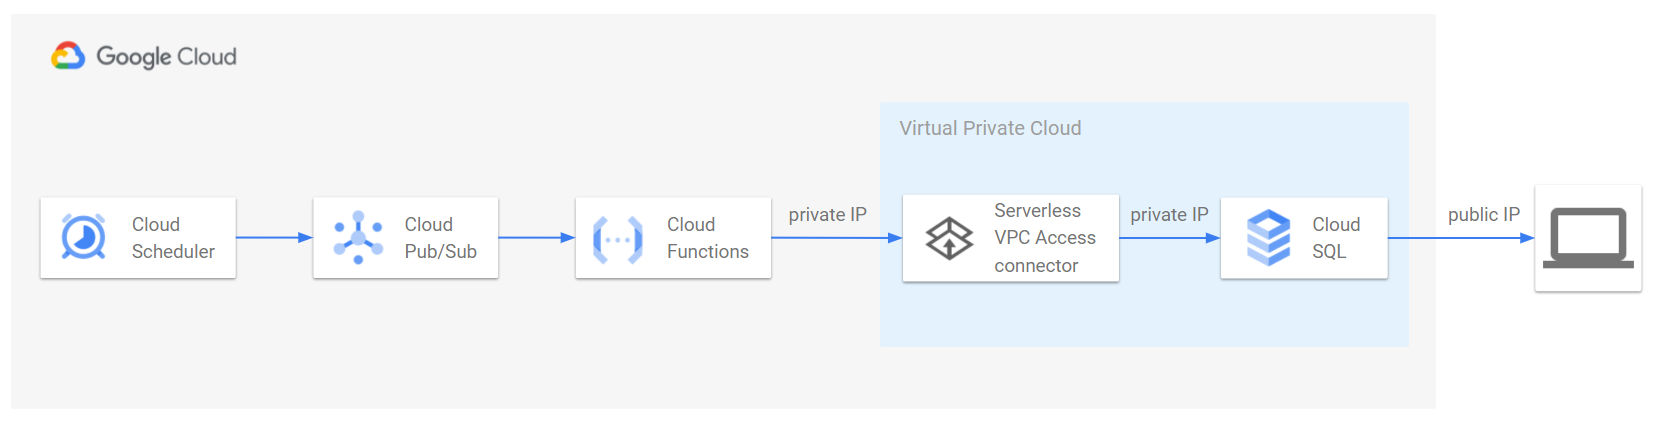 Google Cloud
Virtual Private Cloud
Cloud
Scheduler
Cloud
Pub/Sub
Cloud
Functions
private IP
Serverless
VPC Access
connector
private IP
Cloud
SQL
public IP